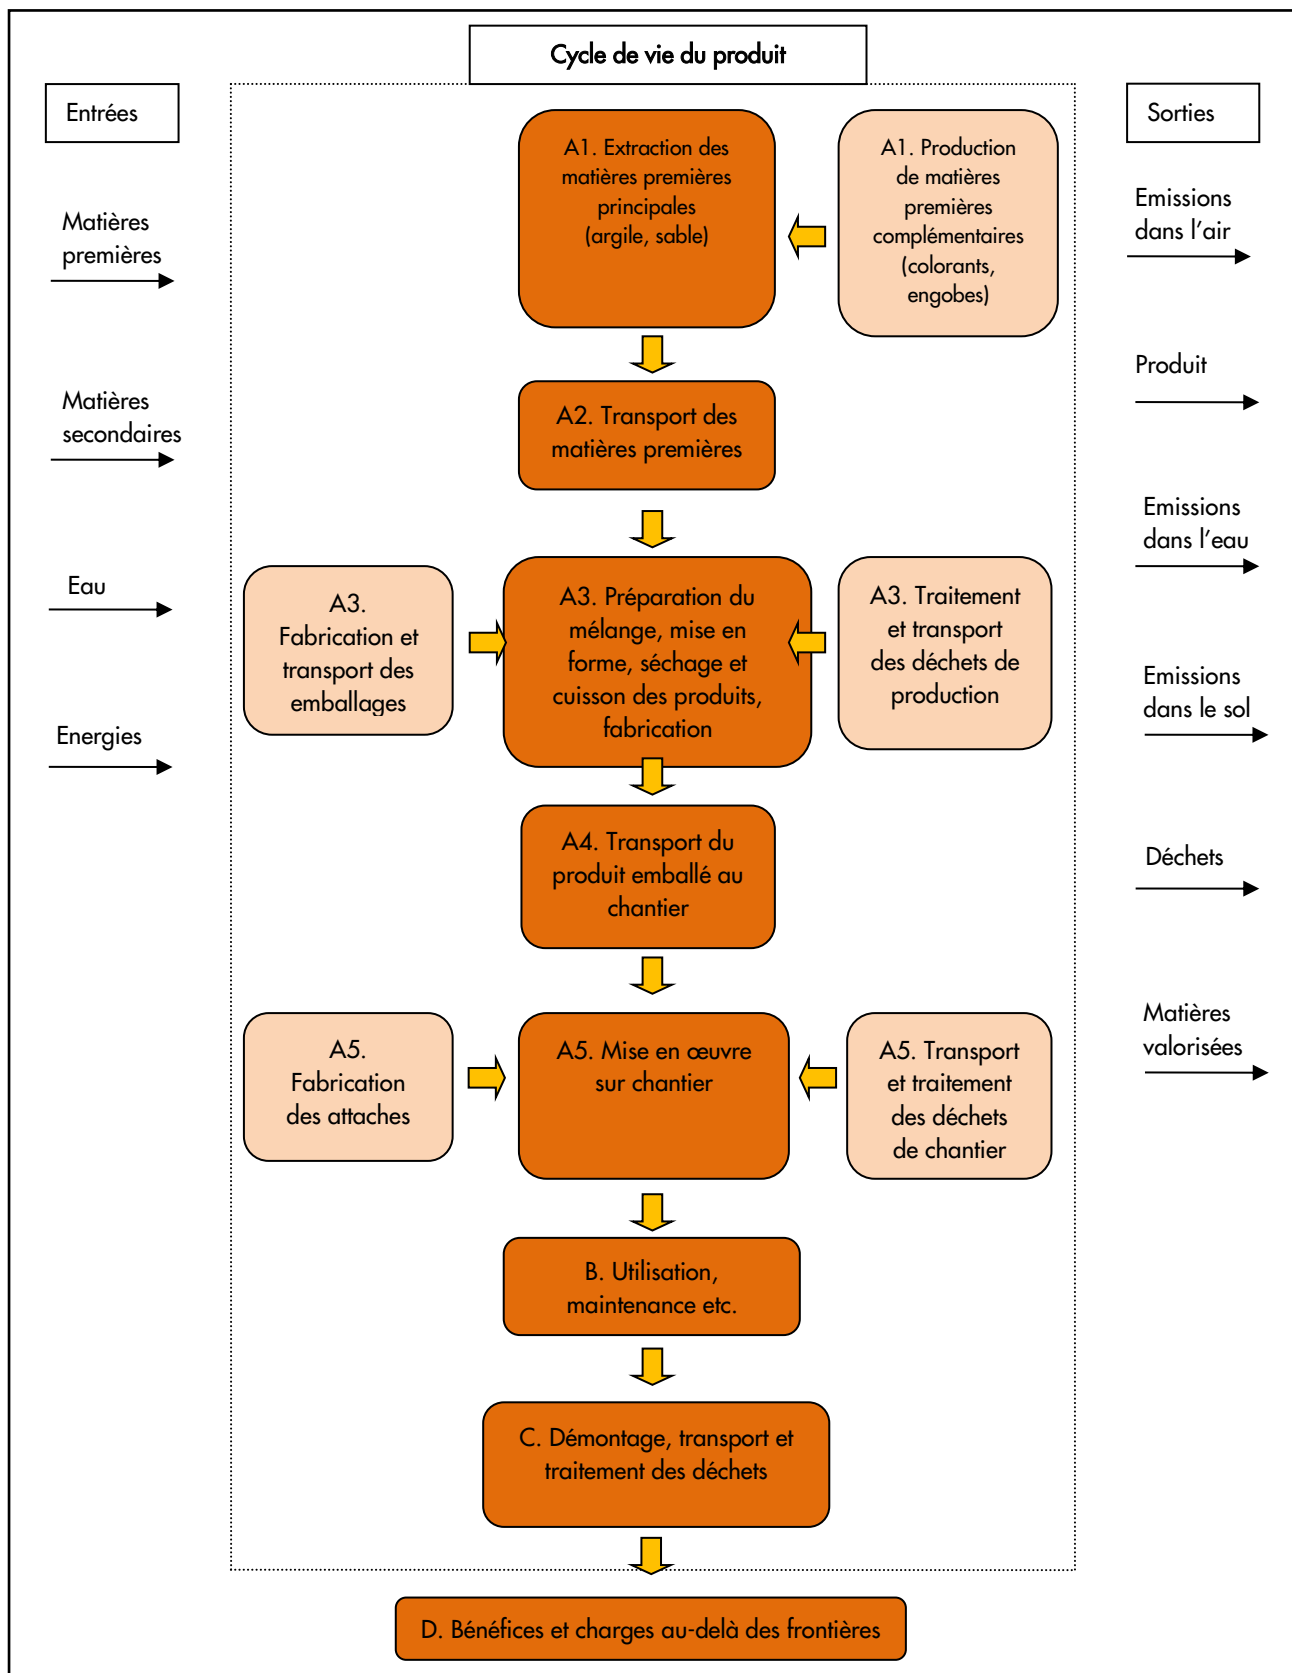 Cycle de vie du produit
Entrées
Matières
premières
Matières
secondaires
Eau
Energies
A1. Extraction des
matières premières
principales
(argile, sable)
A1. Production
de matières
premières
complémentaires
(colorants,
engobes)
A2. Transport des
matières premières
A3.
Fabrication et
transport des
emballages
A3. Préparation du
mélange, mise en
forme, séchage et
cuisson des produits,
fabrication
A3. Traitement
et transport
des déchets de
production
A4. Transport du
produit emballé au
chantier
A5.
Fabrication
des attaches
A5. Mise en œuvre
sur chantier
A5. Transport
et traitement
des déchets
de chantier
B. Utilisation,
maintenance etc.
C. Démontage, transport et
traitement des déchets
D. Bénéfices et charges au-delà des frontières
Sorties
Emissions
dans l'air
Produit
Emissions
dans l'eau
Emissions
dans le sol
Déchets
Matières
valorisées